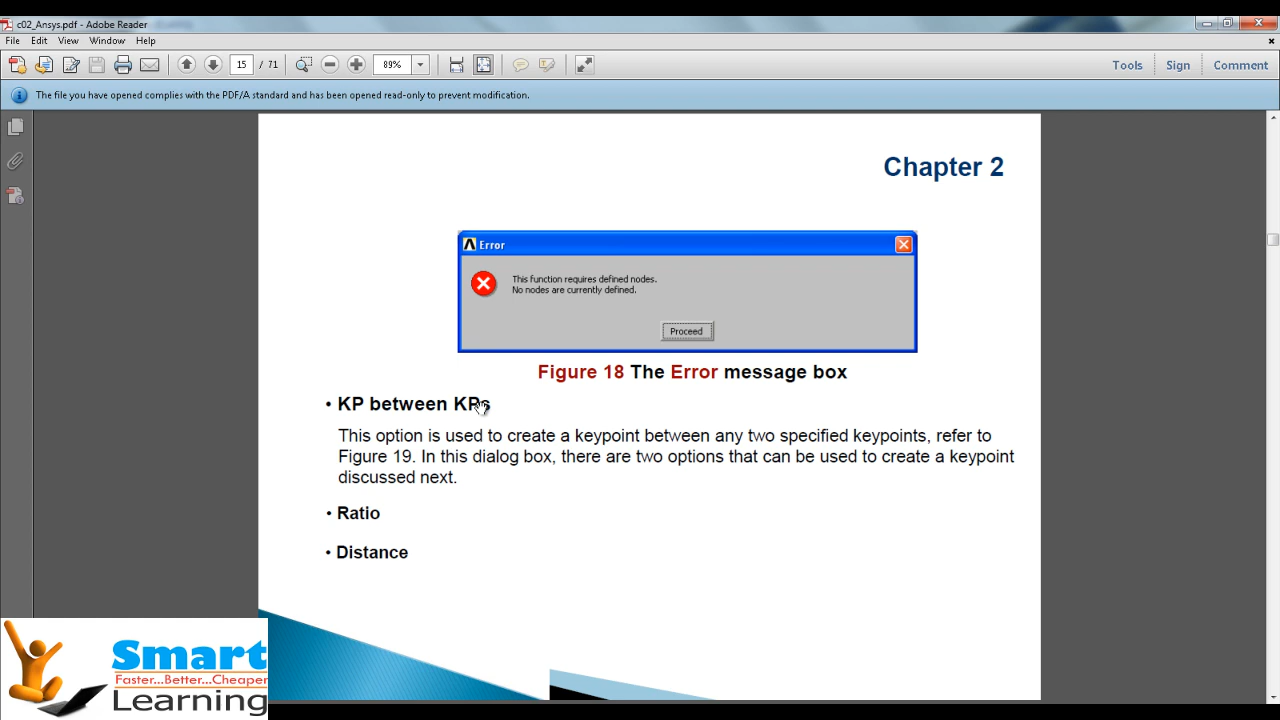 c02_Ansys.pdf - Adobe Reader
File Edit View Window Help
15 / 71 89% Tools Sign Comment
The file you have opened complies with the PDF/A standard and has been opened read-only to prevent modification.
Chapter 2
Error
This function requires defined nodes.
No nodes are currently defined.
Proceed
Figure 18 The Error message box
• KP between KPs
This option is used to create a keypoint between any two specified keypoints, refer to
Figure 19. In this dialog box, there are two options that can be used to create a keypoint
discussed next.
• Ratio
• Distance
Smart
Faster...Better...Cheaper
Learning